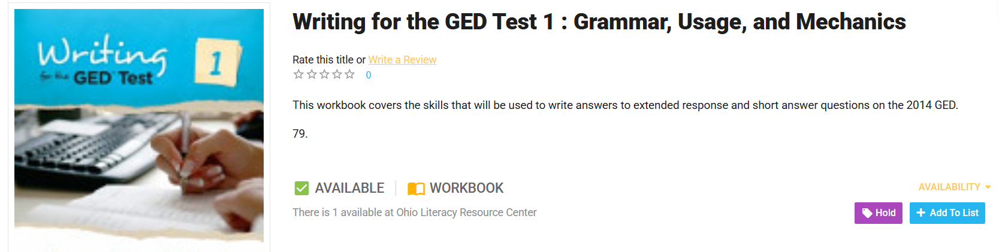 Writing
for the GED Test
1
Writing for the GED Test 1 : Grammar, Usage, and Mechanics
Rate this title or Write a Review
0
This workbook covers the skills that will be used to write answers to extended response and short answer questions on the 2014 GED.
79.
AVAILABLE WORKBOOK
AVAILABILITY
There is 1 available at Ohio Literacy Resource Center
Hold
Add To List